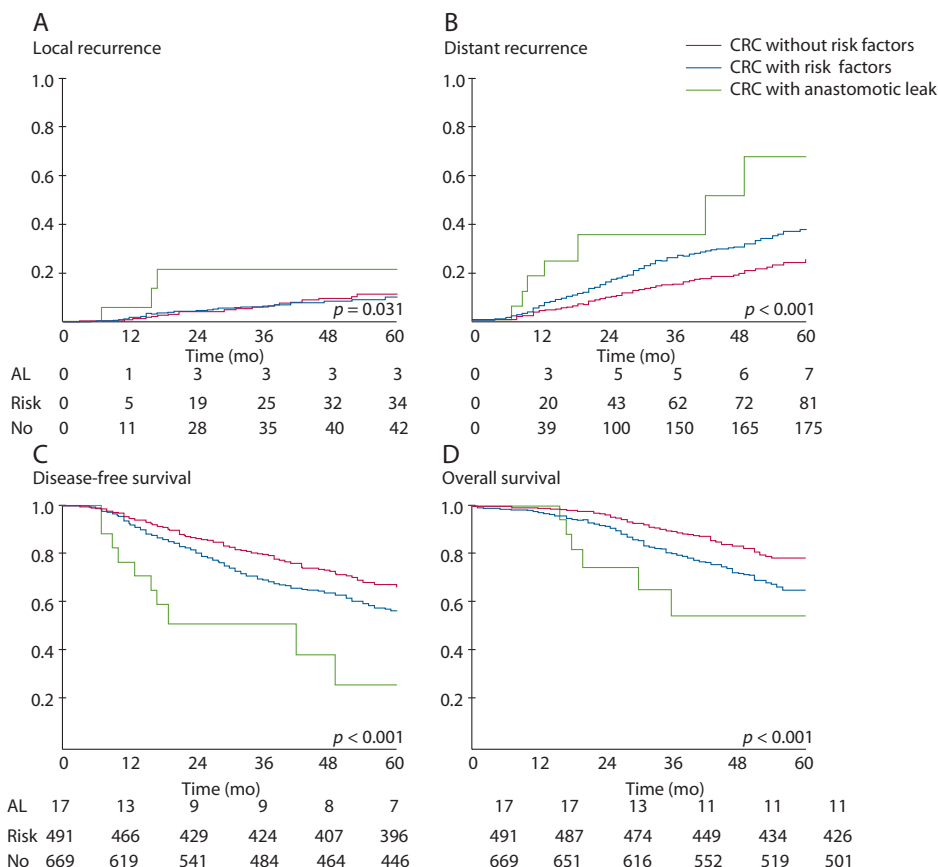 A
Local recurrence
1.0
0.8
0.6
0.4
0.2
p = 0.031
0 12 24 36 48 60
Time (mo)
AL 0 1 3 3 3 3
Risk 0 5 19 25 32 34
No 0 11 28 35 40 42
B
Distant recurrence
CRC without risk factors
CRC with risk factors
CRC with anastomotic leak
1.0
0.8
0.6
0.4
0.2
p < 0.001
0 12 24 36 48 60
Time (mo)
0 3 5 5 6 7
0 20 43 62 72 81
0 39 100 150 165 175
C
Disease-free survival
1.0
0.8
0.6
0.4
0.2
p < 0.001
0 12 24 36 48 60
Time (mo)
AL 17 13 9 9 8 7
Risk 491 466 429 424 407 396
No 669 619 541 484 464 446
D
Overall survival
1.0
0.8
0.6
0.4
0.2
p < 0.001
0 12 24 36 48 60
Time (mo)
17 17 13 11 11 11
491 487 474 449 434 426
669 651 616 552 519 501